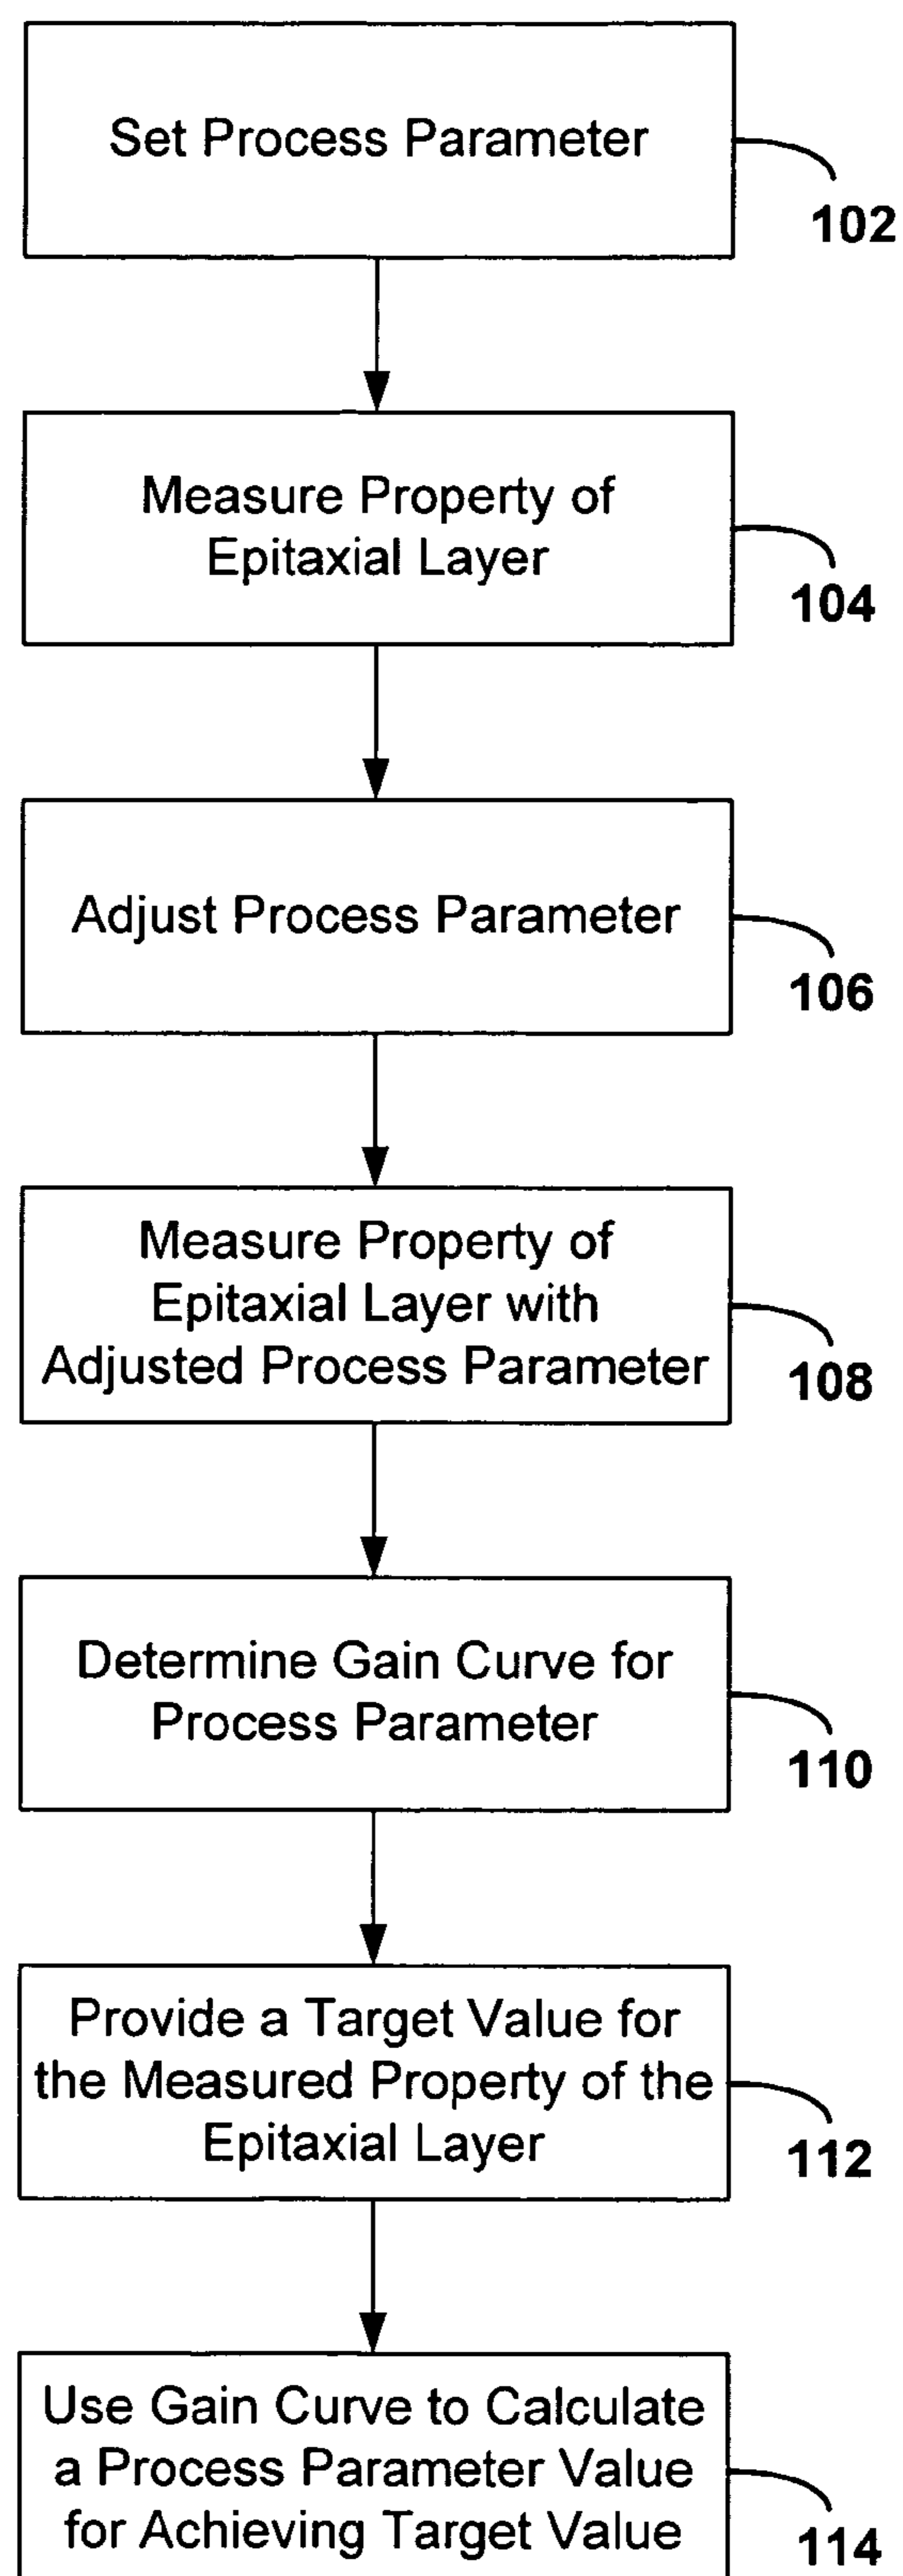 Set Process Parameter
102
Measure Property of
Epitaxial Layer
104
Adjust Process Parameter
106
Measure Property of
Epitaxial Layer with
Adjusted Process Parameter
108
Determine Gain Curve for
Process Parameter
110
Provide a Target Value for
the Measured Property of the
Epitaxial Layer
112
Use Gain Curve to Calculate
a Process Parameter Value
for Achieving Target Value
114